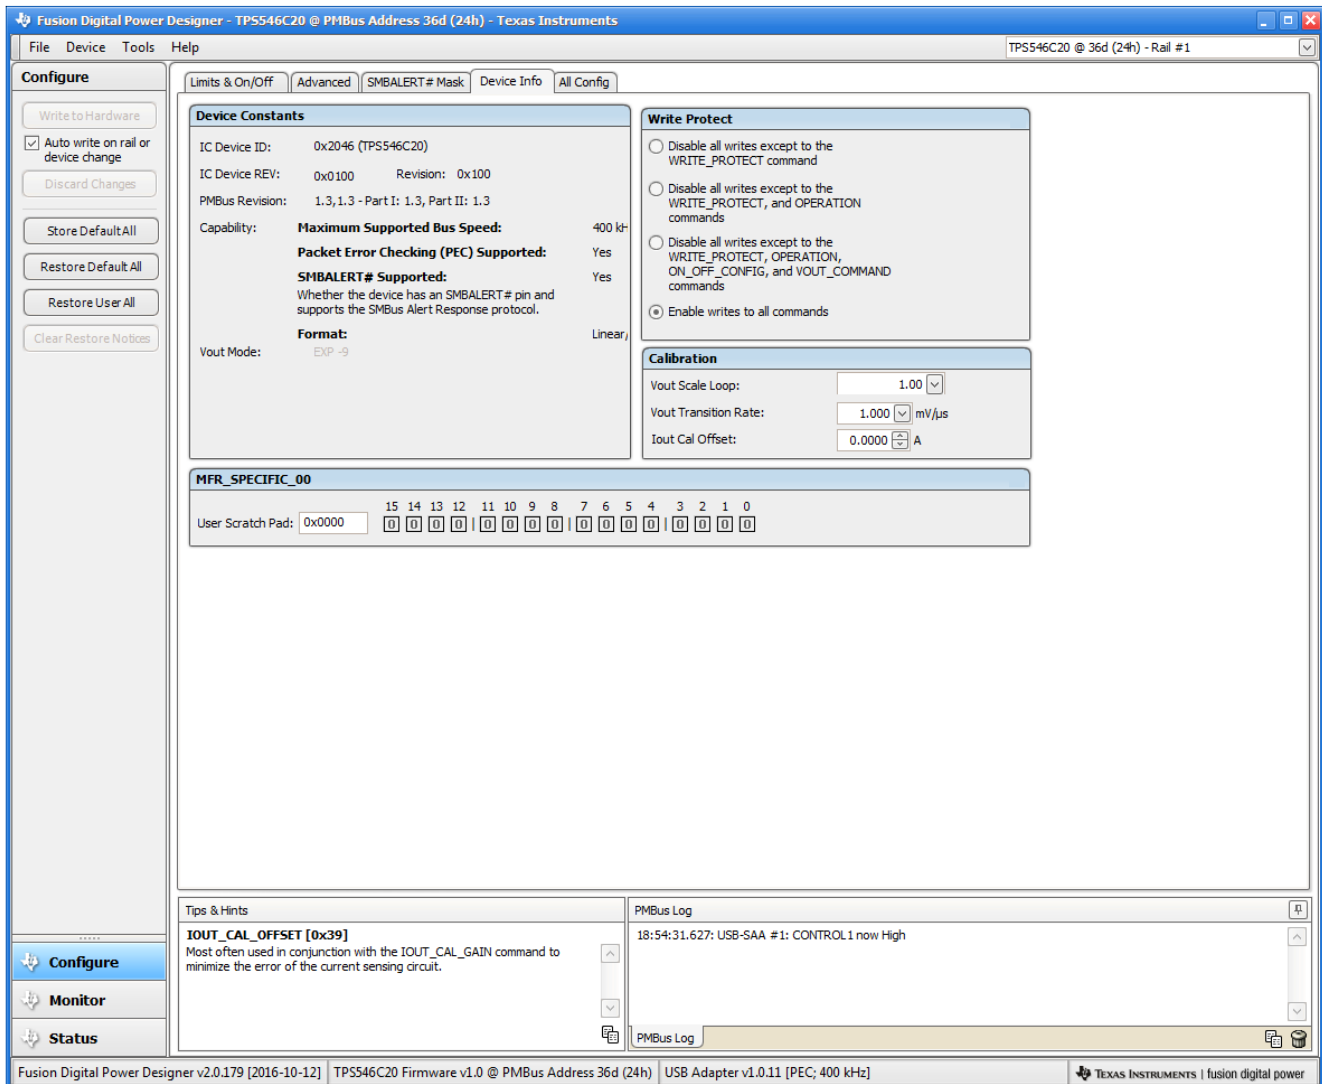 Fusion Digital Power Designer - TPS546C20 @ PMBus Address 36d (24h) - Texas Instruments
File Device Tools Help
TPS546C20 @ 36d (24h) - Rail #1
Configure
Write to Hardware
Auto write on rail or
device change
Discard Changes
Store Default All
Restore Default All
Restore User All
Clear Restore Notices
Limits & On/Off Advanced SMBALERT# Mask Device Info All Config
Device Constants
IC Device ID: 0x2046 (TPS546C20)
IC Device REV: 0x0100 Revision: 0x100
PMBus Revision: 1.3,1.3 - Part I: 1.3, Part II: 1.3
Capability: Maximum Supported Bus Speed: 400 kH
Packet Error Checking (PEC) Supported: Yes
SMBALERT# Supported: Yes
Whether the device has an SMBALERT# pin and
supports the SMBus Alert Response protocol.
Format: Linear,
Vout Mode: EXP -9
Write Protect
Disable all writes except to the
WRITE_PROTECT command
Disable all writes except to the
WRITE_PROTECT, and OPERATION
commands
Disable all writes except to the
WRITE_PROTECT, OPERATION,
ON_OFF_CONFIG, and VOUT_COMMAND
commands
Enable writes to all commands
Calibration
Vout Scale Loop: 1.00
Vout Transition Rate: 1.000 mV/µs
Iout Cal Offset: 0.0000 A
MFR_SPECIFIC_00
15 14 13 12 11 10 9 8 7 6 5 4 3 2 1 0
User Scratch Pad: 0x0000 0 0 0 0 | 0 0 0 0 | 0 0 0 0 | 0 0 0 0
Tips & Hints
IOUT_CAL_OFFSET [0x39]
Most often used in conjunction with the IOUT_CAL_GAIN command to
minimize the error of the current sensing circuit.
PMBus Log
18:54:31.627: USB-SAA #1: CONTROL1 now High
PMBus Log
Configure
Monitor
Status
Fusion Digital Power Designer v2.0.179 [2016-10-12] TPS546C20 Firmware v1.0 @ PMBus Address 36d (24h) USB Adapter v1.0.11 [PEC; 400 kHz] TEXAS INSTRUMENTS | fusion digital power